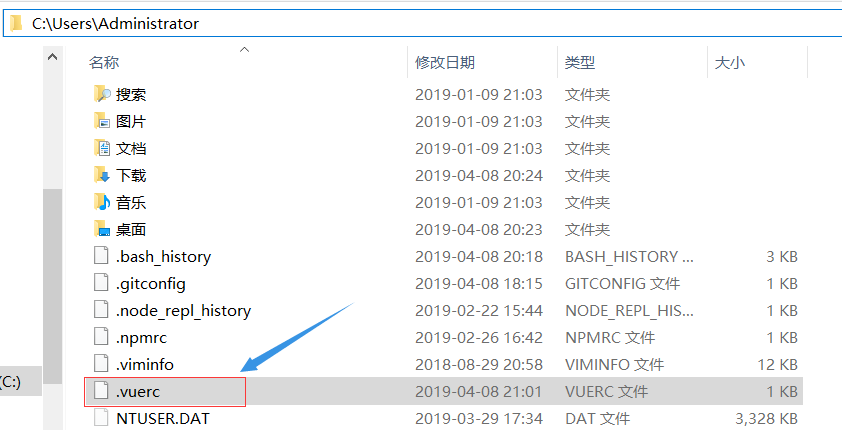 C:\Users\Administrator
名称 修改日期 类型 大小
搜索 2019-01-09 21:03 文件夹
图片 2019-01-09 21:03 文件夹
文档 2019-01-09 21:03 文件夹
下载 2019-04-08 20:24 文件夹
音乐 2019-01-09 21:03 文件夹
桌面 2019-04-08 20:23 文件夹
.bash_history 2019-04-08 20:18 BASH_HISTORY ... 3 KB
.gitconfig 2019-04-08 18:15 GITCONFIG 文件 1 KB
.node_repl_history 2019-02-22 15:44 NODE_REPL_HIS... 1 KB
.npmrc 2019-02-26 16:42 NPMRC 文件 1 KB
.viminfo 2018-08-29 20:58 VIMINFO 文件 12 KB
(C:) .vuerc 2019-04-08 21:01 VUERC 文件 1 KB
NTUSER.DAT 2019-03-29 17:34 DAT 文件 3,328 KB